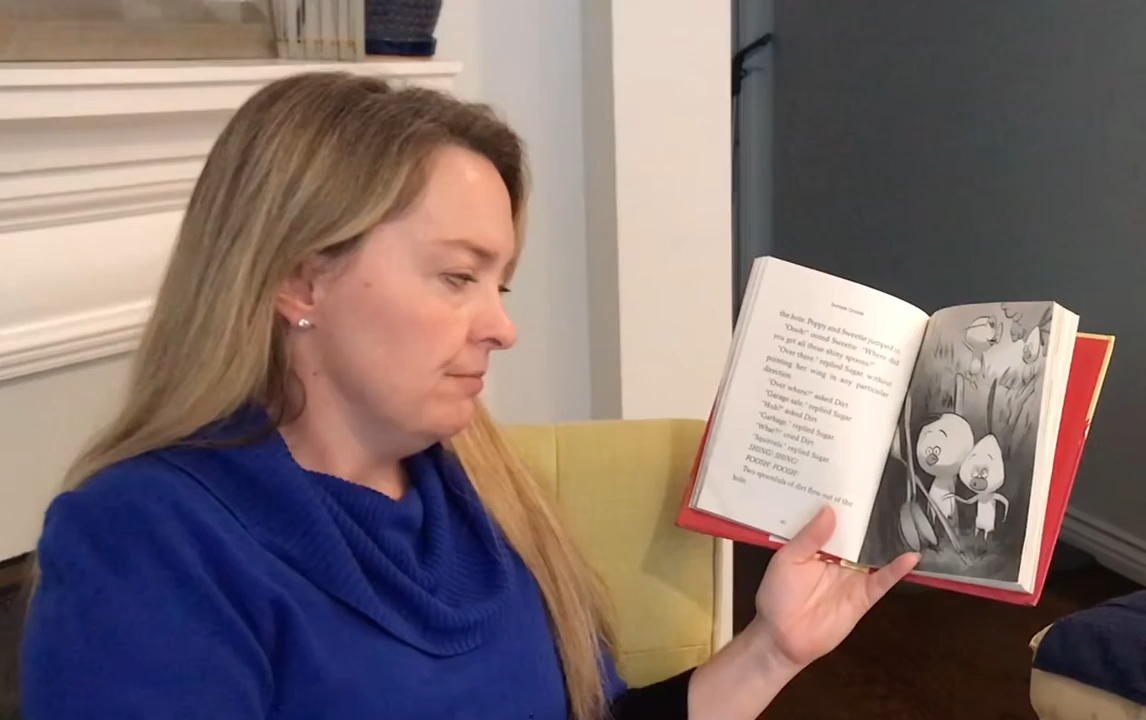 the hole. Poppy and Sweetie jumped in.
"Oooh!" cooed Sweetie. "Where did
you get all these shiny spoons?"
"Over there," replied Sugar, without
pointing her wing in any particular
direction.
"Over where?" asked Dirt.
"Garage sale," replied Sugar.
"Huh?" asked Dirt.
"Garbage," replied Sugar.
"What?!" cried Dirt.
"Squirrels," replied Sugar.
SHING! SHING!
FOOSH! FOOSH!
Two spoonfuls of dirt flew out of the
hole.